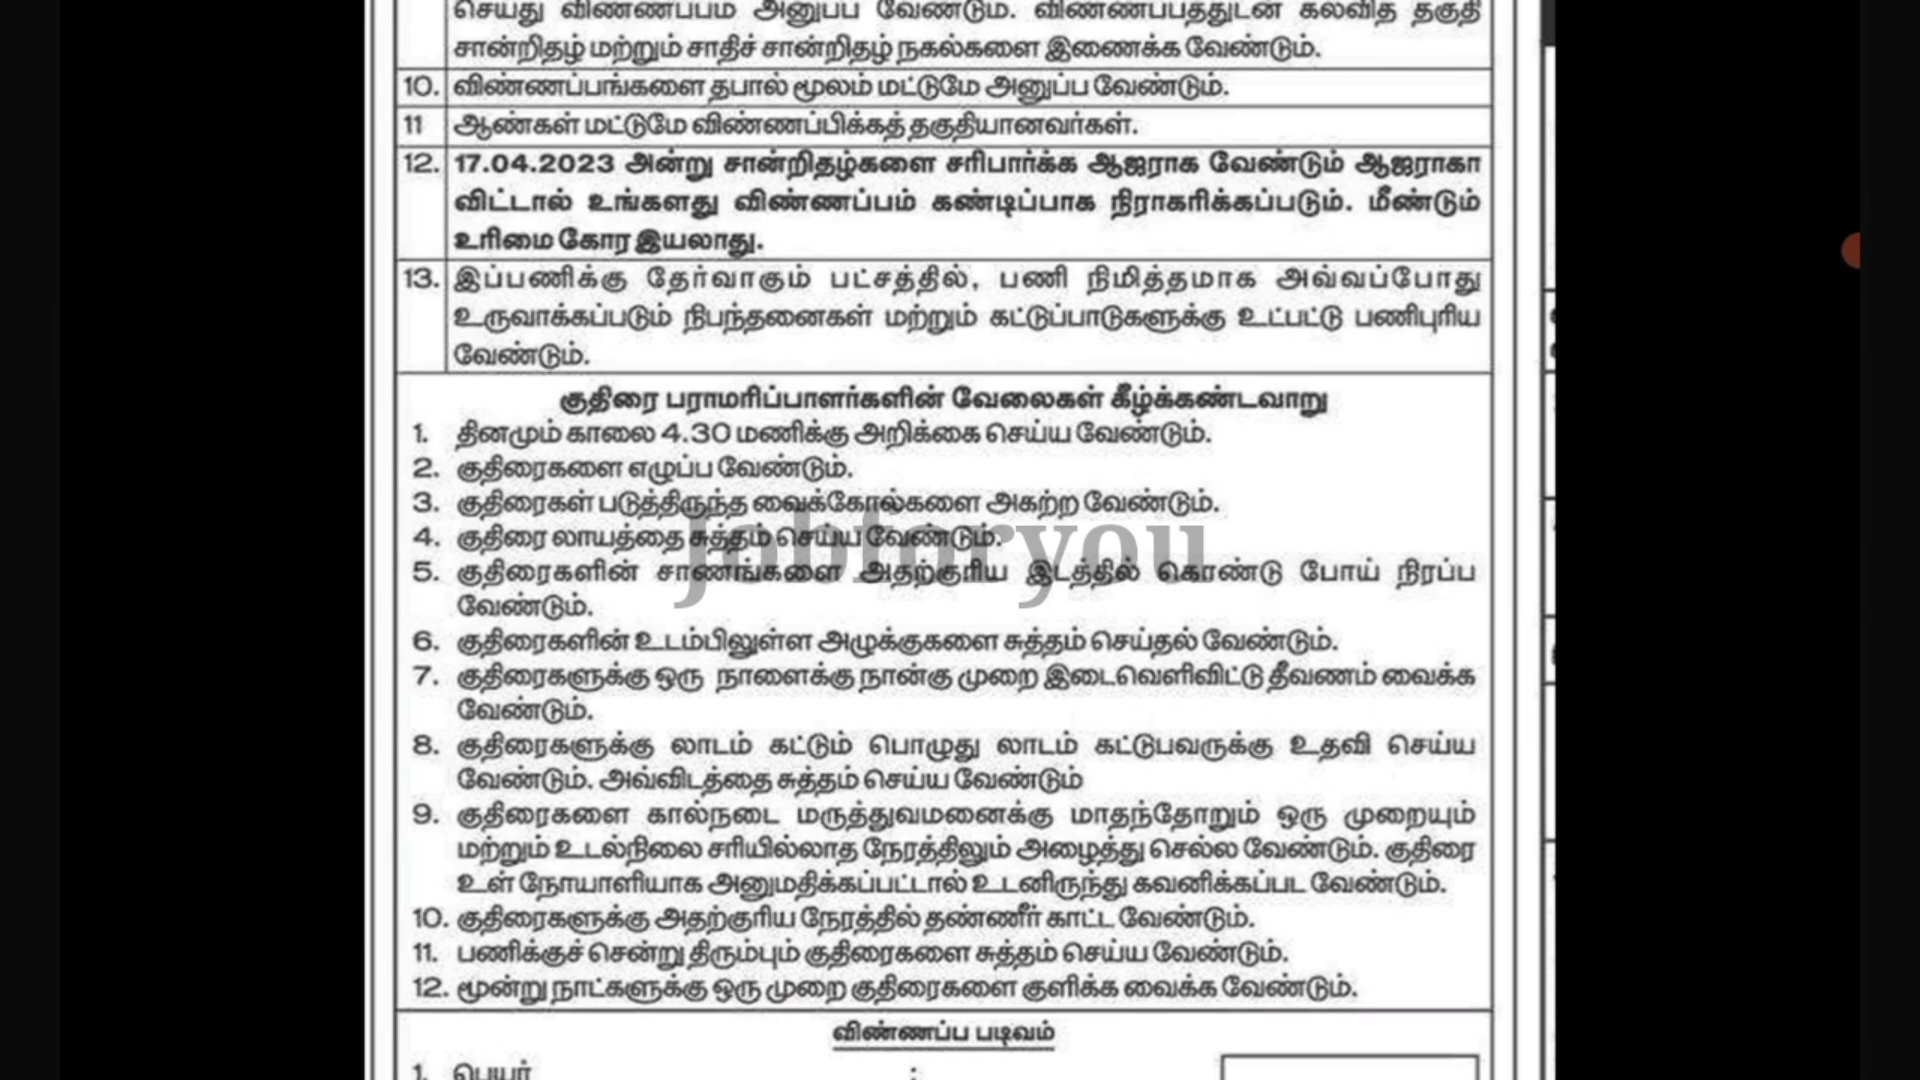 செய்து விண்ணப்பம் அனுப்ப வேண்டும். விண்ணப்பத்துடன் கல்வித் தகுதி
சான்றிதழ் மற்றும் சாதிச் சான்றிதழ் நகல்களை இணைக்க வேண்டும்.
10. விண்ணப்பங்களை தபால் மூலம் மட்டுமே அனுப்ப வேண்டும்.
11 ஆண்கள் மட்டுமே விண்ணப்பிக்கத் தகுதியானவர்கள்.
12. 17.04.2023 அன்று சான்றிதழ்களை சரிபார்க்க ஆஜராக வேண்டும் ஆஜராகா
விட்டால் உங்களது விண்ணப்பம் கண்டிப்பாக நிராகரிக்கப்படும். மீண்டும்
உரிமை கோர இயலாது.
13. இப்பணிக்கு தேர்வாகும் பட்சத்தில், பணி நிமித்தமாக அவ்வப்போது
உருவாக்கப்படும் நிபந்தனைகள் மற்றும் கட்டுப்பாடுகளுக்கு உட்பட்டு பணிபுரிய
வேண்டும்.
குதிரை பராமரிப்பாளர்களின் வேலைகள் கீழ்க்கண்டவாறு
1. தினமும் காலை 4.30 மணிக்கு அறிக்கை செய்ய வேண்டும்.
2. குதிரைகளை எழுப்ப வேண்டும்.
3. குதிரைகள் படுத்திருந்த வைக்கோல்களை அகற்ற வேண்டும்.
4. குதிரை லாயத்தை சுத்தம் செய்ய வேண்டும்.
Jobforyou
5. குதிரைகளின் சாணங்களை அதற்குரிய இடத்தில் கொண்டு போய் நிரப்ப
வேண்டும்.
6. குதிரைகளின் உடம்பிலுள்ள அழுக்குகளை சுத்தம் செய்தல் வேண்டும்.
7. குதிரைகளுக்கு ஒரு நாளைக்கு நான்கு முறை இடைவெளிவிட்டு தீவணம் வைக்க
வேண்டும்.
8. குதிரைகளுக்கு லாடம் கட்டும் பொழுது லாடம் கட்டுபவருக்கு உதவி செய்ய
வேண்டும். அவ்விடத்தை சுத்தம் செய்ய வேண்டும்
9. குதிரைகளை கால்நடை மருத்துவமனைக்கு மாதந்தோறும் ஒரு முறையும்
மற்றும் உடல்நிலை சரியில்லாத நேரத்திலும் அழைத்து செல்ல வேண்டும். குதிரை
உள் நோயாளியாக அனுமதிக்கப்பட்டால் உடனிருந்து கவனிக்கப்பட வேண்டும்.
10. குதிரைகளுக்கு அதற்குரிய நேரத்தில் தண்ணீர் காட்ட வேண்டும்.
11. பணிக்குச் சென்று திரும்பும் குதிரைகளை சுத்தம் செய்ய வேண்டும்.
12. மூன்று நாட்களுக்கு ஒரு முறை குதிரைகளை குளிக்க வைக்க வேண்டும்.
விண்ணப்ப படிவம்
1. பெயர் :